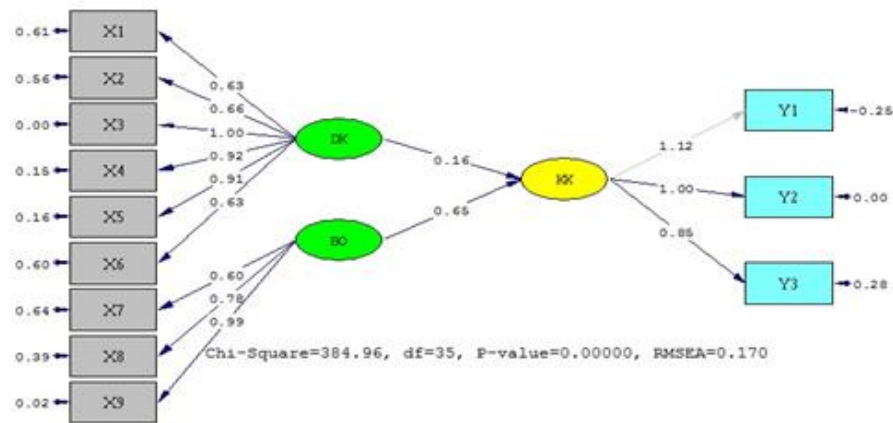 0.61 X1
0.56 X2
0.00 X3
0.15 X4
0.16 X5
0.60 X6
0.64 X7
0.39 X8
0.02 X9
0.63
0.66
1.00
0.92
0.91
0.63
0.60
0.78
0.99
DK
BO
0.16
0.65
KK
1.12
1.00
0.85
Y1 -0.25
Y2 0.00
Y3 0.28
Chi-Square=384.96, df=35, P-value=0.00000, RMSEA=0.170